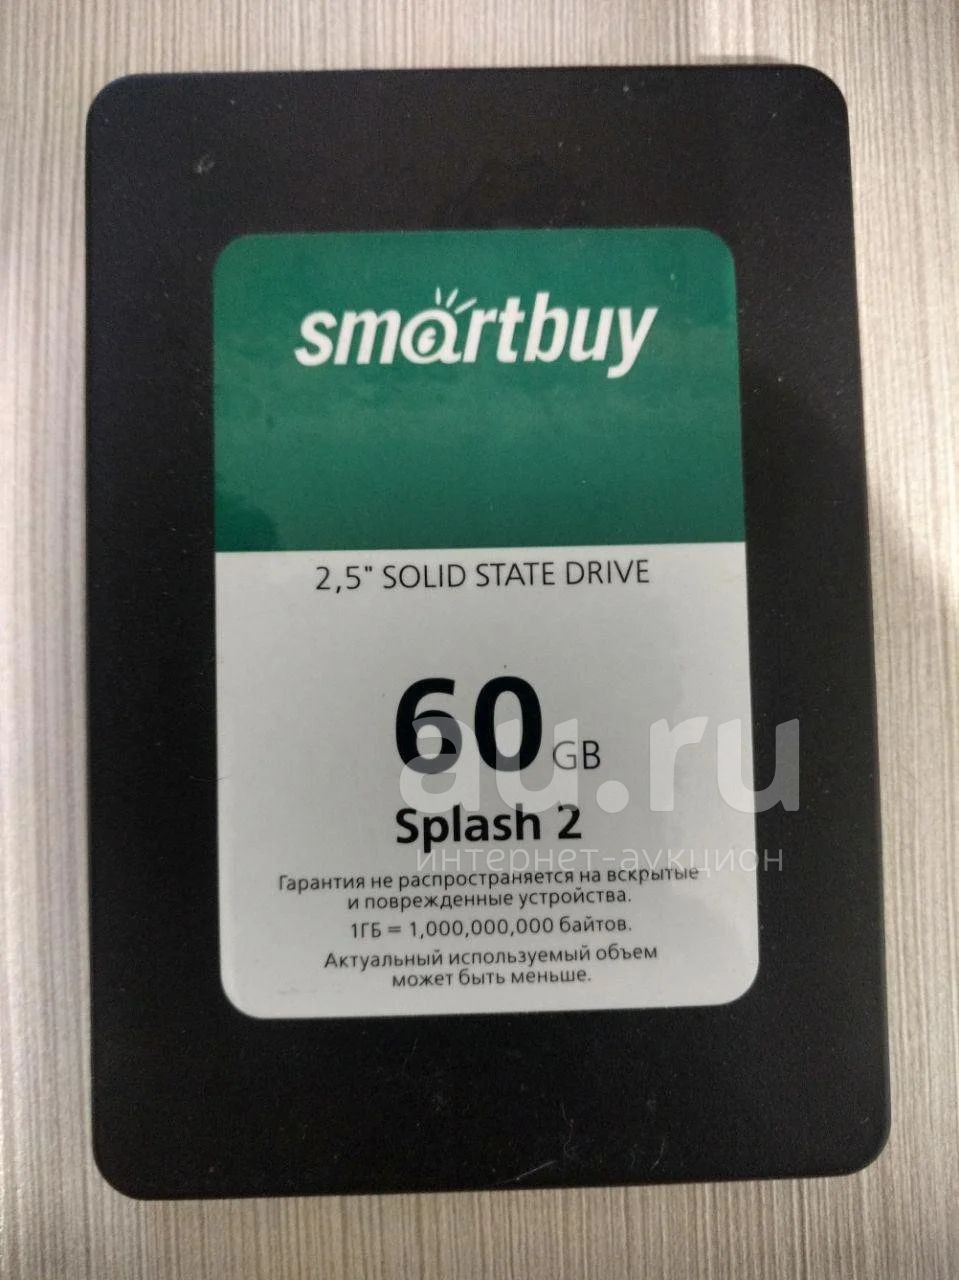 smartbuy
2,5" SOLID STATE DRIVE
60 GB
au.ru
Splash 2
интернет-аукцион
Гарантия не распространяется на вскрытые
и поврежденные устройства.
1ГБ = 1,000,000,000 байтов.
Актуальный используемый объем
может быть меньше.